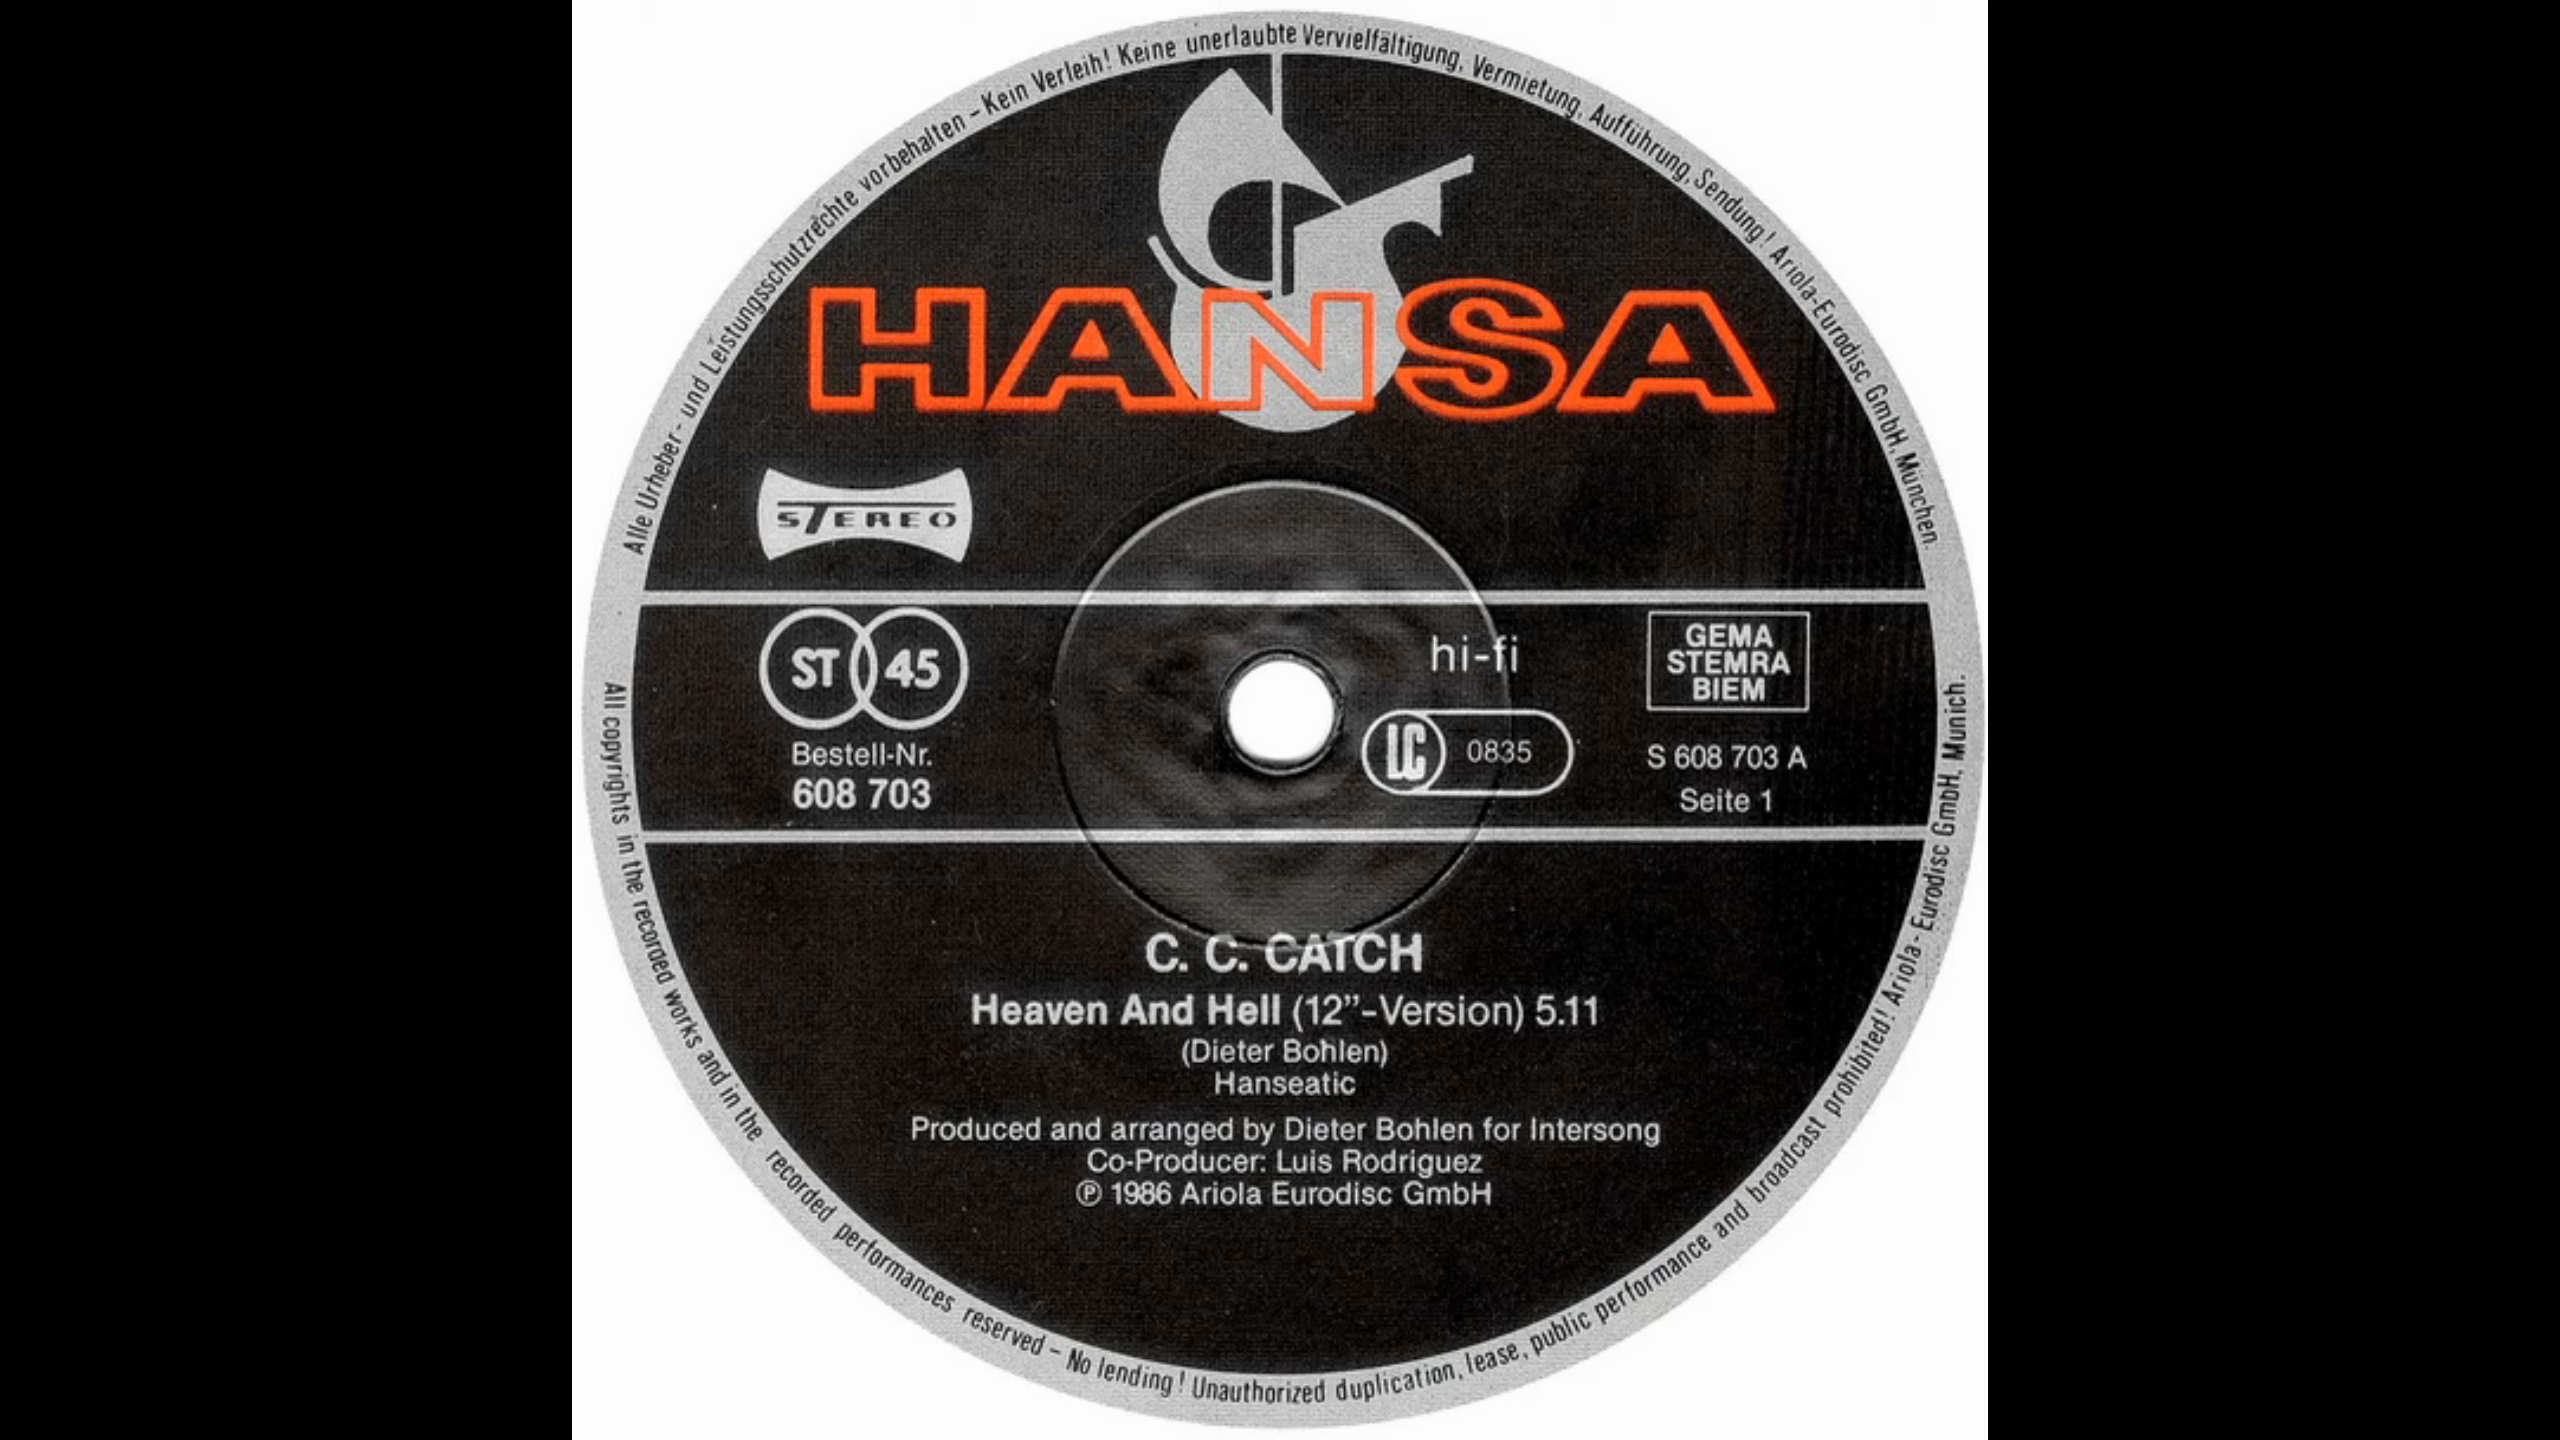 Alle Urheber- und Leistungsschutzrechte vorbehalten – Kein Verleih! Keine unerlaubte Vervielfältigung, Vermietung, Aufführung, Sendung! Ariola-Eurodisc GmbH, München.
HANSA
STEREO
ST 45
hi-fi
GEMA
STEMRA
BIEM
Bestell-Nr.
608 703
LC 0835
S 608 703 A
Seite 1
C. C. CATCH
Heaven And Hell (12"-Version) 5.11
(Dieter Bohlen)
Hanseatic
Produced and arranged by Dieter Bohlen for Intersong
Co-Producer: Luis Rodriguez
Ⓟ 1986 Ariola Eurodisc GmbH
All copyrights in the recorded works and in the recorded performances reserved – No lending! Unauthorized duplication, lease, public performance and broadcast prohibited! Ariola-Eurodisc GmbH, Munich.